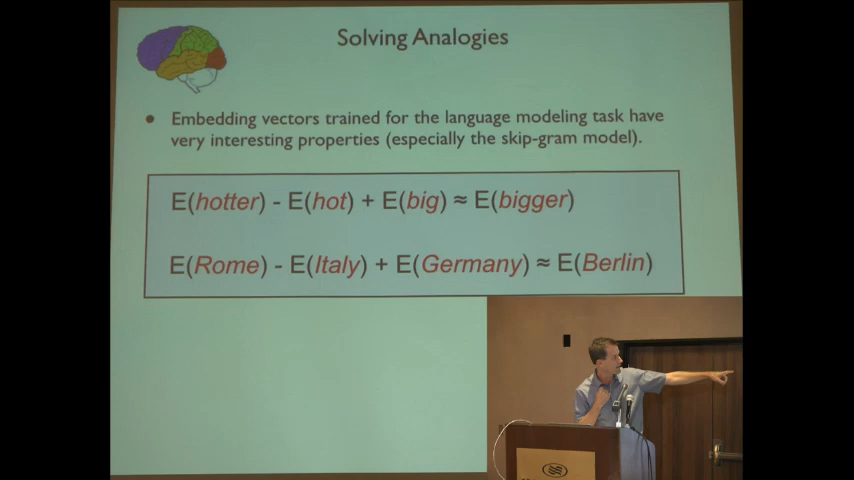 Solving Analogies
● Embedding vectors trained for the language modeling task have
very interesting properties (especially the skip-gram model).
E(hotter) - E(hot) + E(big) ≈ E(bigger)
E(Rome) - E(Italy) + E(Germany) ≈ E(Berlin)